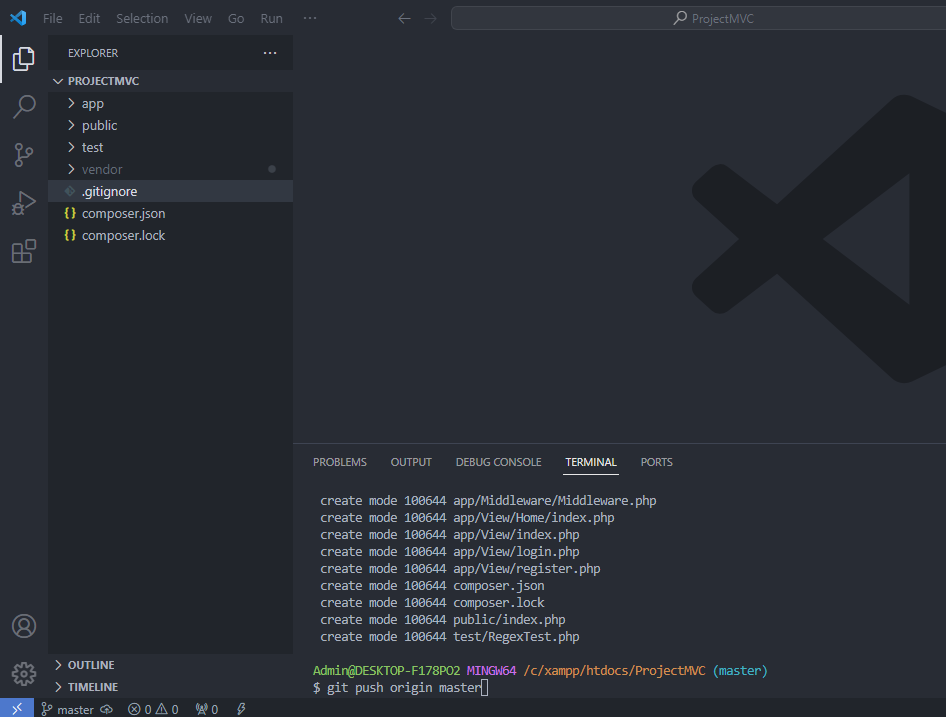 File Edit Selection View Go Run ···
ProjectMVC
EXPLORER ···
PROJECTMVC
app
public
test
vendor
.gitignore
{} composer.json
{} composer.lock
PROBLEMS OUTPUT DEBUG CONSOLE TERMINAL PORTS
create mode 100644 app/Middleware/Middleware.php
create mode 100644 app/View/Home/index.php
create mode 100644 app/View/index.php
create mode 100644 app/View/login.php
create mode 100644 app/View/register.php
create mode 100644 composer.json
create mode 100644 composer.lock
create mode 100644 public/index.php
create mode 100644 test/RegexTest.php
Admin@DESKTOP-F178PO2 MINGW64 /c/xampp/htdocs/ProjectMVC (master)
$ git push origin master
OUTLINE
TIMELINE
master 0 0 0